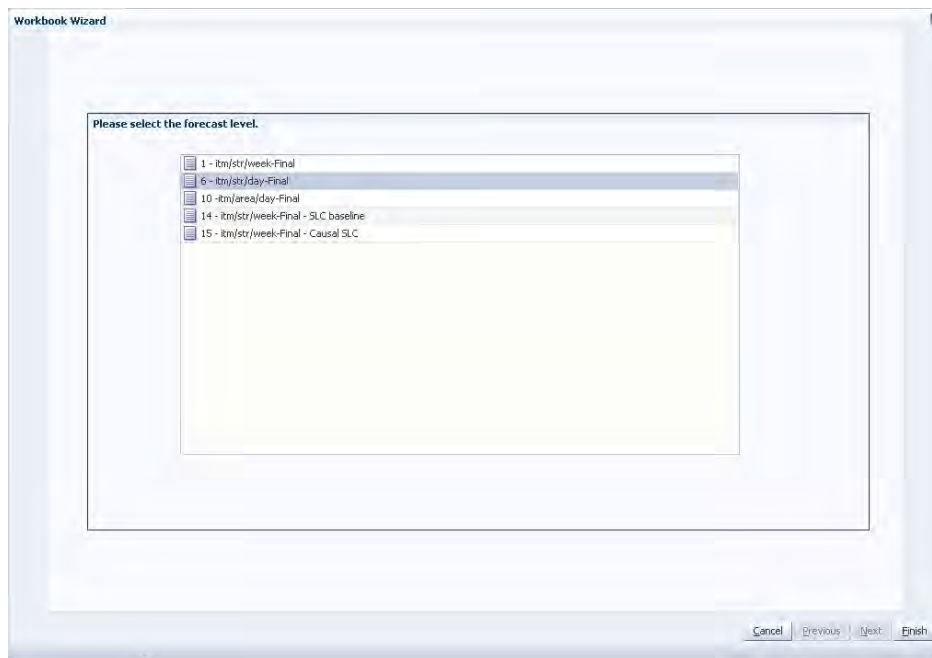 Workbook Wizard
Please select the forecast level.
1 - itm/str/week-Final
6 - itm/str/day-Final
10 -itm/area/day-Final
14 - itm/str/week-Final - SLC baseline
15 - itm/str/week-Final - Causal SLC
Cancel Previous Next Finish